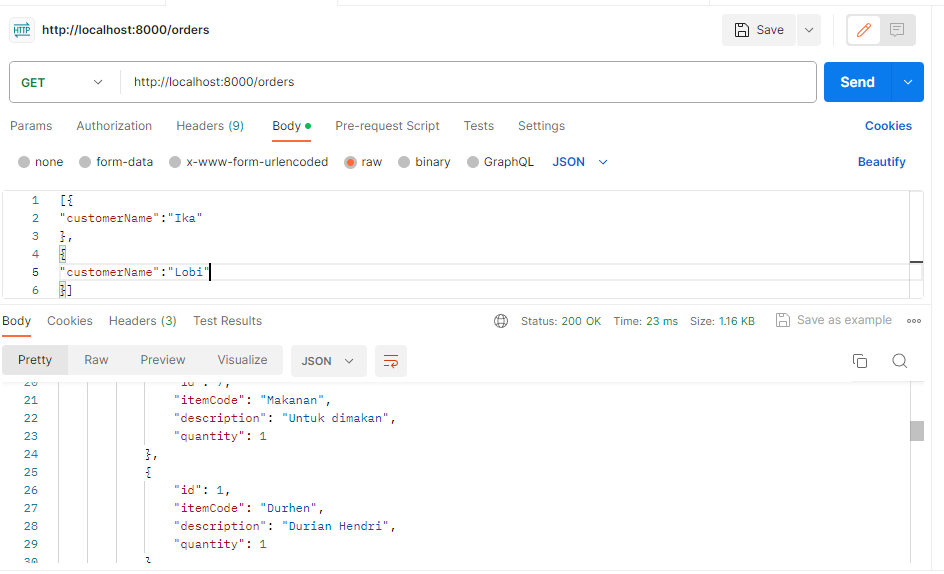 HTTP http://localhost:8000/orders Save
GET http://localhost:8000/orders Send
Params Authorization Headers (9) Body Pre-request Script Tests Settings Cookies
none form-data x-www-form-urlencoded raw binary GraphQL JSON Beautify
1 [{
2 "customerName":"Ika"
3 },
4 {
5 "customerName":"Lobi"
6 }]
Body Cookies Headers (3) Test Results Status: 200 OK Time: 23 ms Size: 1.16 KB Save as example
Pretty Raw Preview Visualize JSON
20 "id": 7,
21 "itemCode": "Makanan",
22 "description": "Untuk dimakan",
23 "quantity": 1
24 },
25 {
26 "id": 1,
27 "itemCode": "Durhen",
28 "description": "Durian Hendri",
29 "quantity": 1
30 }